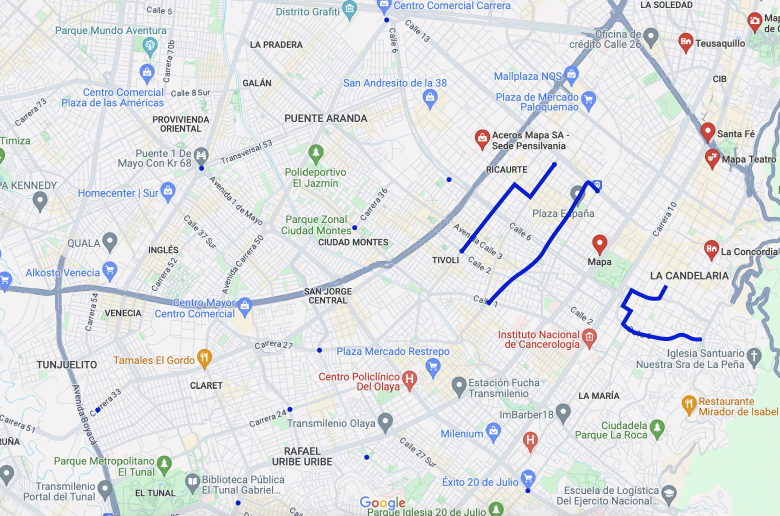 Distrito Grafiti
Centro Comercial Carrera
LA SOLEDAD
Mapa
de C
Parque Mundo Aventura
Carrera 70b
LA PRADERA
Calle 6
Calle 13
Oficina de
crédito Calle 26
Teusaquillo
CIB
GALÁN
San Andresito de la 38
Mallplaza NQS
Centro Comercial
Plaza de las Américas
Calle 8 Sur
Plaza de Mercado
Paloquemao
Carrera 73
PROVIVIENDA
ORIENTAL
PUENTE ARANDA
Aceros Mapa SA -
Sede Pensilvania
Santa Fé
Timiza
Puente 1 De
Mayo Con Kr 68
Transversal 53
Mapa Teatro
Polideportivo
El Jazmín
RICAURTE
PA KENNEDY
Homecenter | Sur
Avenida 1 de Mayo
Carrera 36
Plaza España
Carrera 10
Parque Zonal
Ciudad Montes
Calle 37 Sur
Avenida Calle 3
Calle 6
CIUDAD MONTES
QUALA
INGLÉS
Avenida Carrera 50
Calle 2
TIVOLI
Mapa
La Concordia
Alkosto Venecia
Carrera 52
LA CANDELARIA
SAN JORGE
CENTRAL
Calle 1
Carrera 54
Centro Mayor
Centro Comercial
VENECIA
Calle 2
Instituto Nacional
de Cancerología
Carrera 27
Plaza Mercado Restrepo
Iglesia Santuario
Nuestra Sra de La Peña
TUNJUELITO
Tamales El Gordo
CLARET
Centro Policlínico
Del Olaya
Estación Fucha
Transmilenio
LA MARÍA
Carrera 33
Avenida Boyacá
Carrera 24
Restaurante
Mirador de Isabel
ImBarber18
Transmilenio Olaya
Ciudadela
Parque La Roca
Carrera 51
Milenium
Calle 27 Sur
RAFAEL
URIBE URIBE
Parque Metropolitano
El Tunal
Biblioteca Pública
El Tunal Gabriel...
Éxito 20 de Julio
Transmilenio
Portal del Tunal
EL TUNAL
Escuela de Logística
Del Ejercito Nacional...
Google
Parque Iglesia 20 de Julio